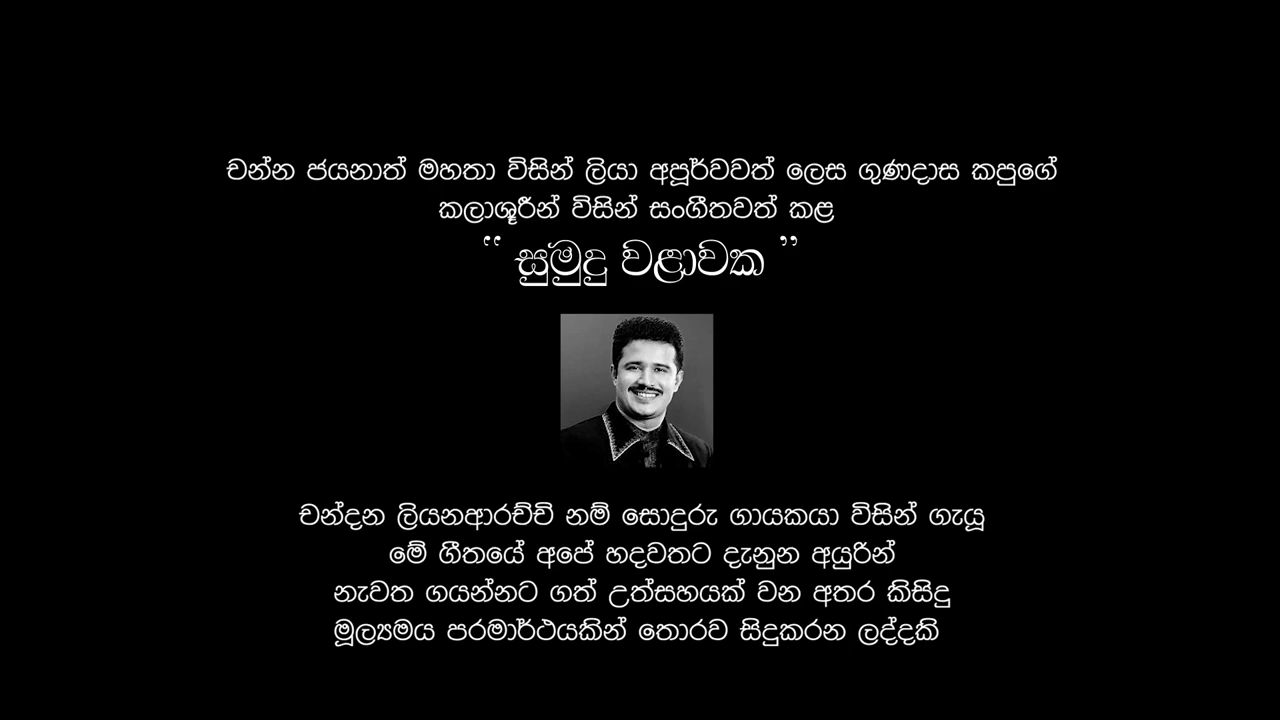 චන්න ජයනාත් මහතා විසින් ලියා අපූර්වවත් ලෙස ගුණදාස කපුගේ
කලාශූරීන් විසින් සංගීතවත් කළ
“ සුමුදු වළාවක ”
චන්දන ලියනආරච්චි නම් සොදුරු ගායකයා විසින් ගැයූ
මේ ගීතයේ අපේ හදවතට දැනුන අයුරින්
නැවත ගයන්නට ගත් උත්සහයක් වන අතර කිසිදු
මූල්‍යමය පරමාර්ථයකින් තොරව සිදුකරන ලද්දකි